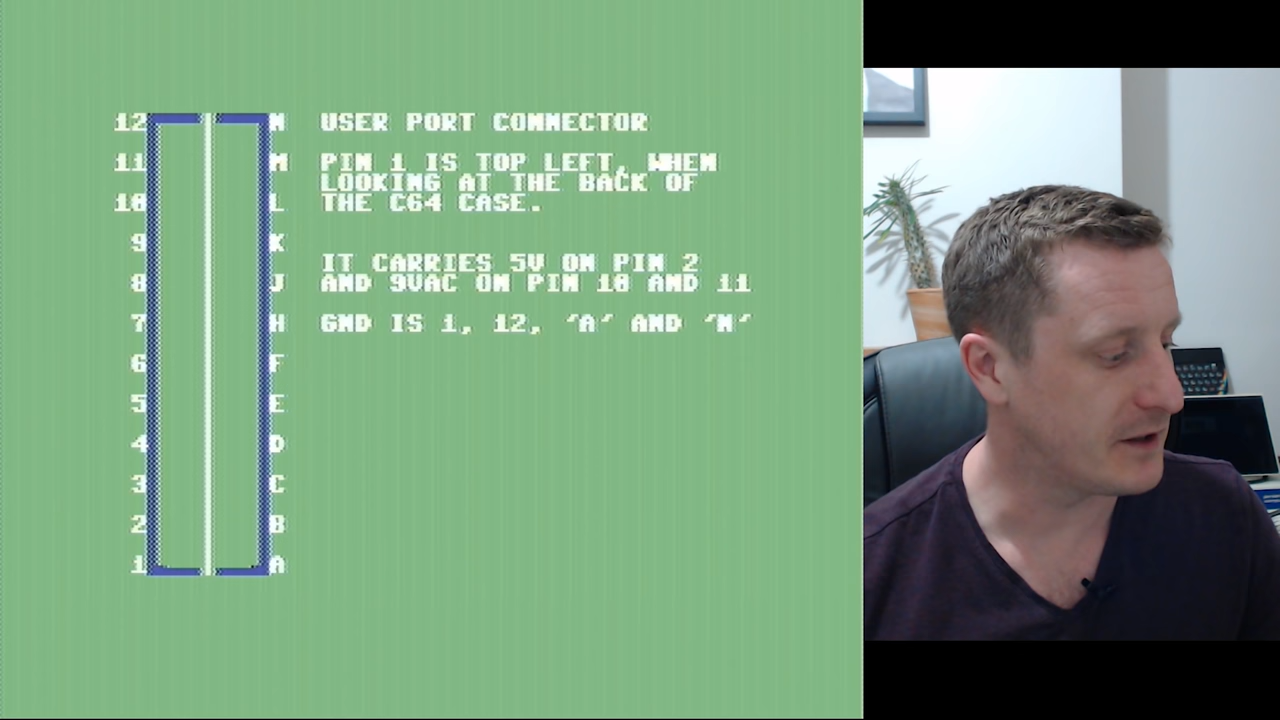 12 N USER PORT CONNECTOR
11 M PIN 1 IS TOP LEFT, WHEN
LOOKING AT THE BACK OF
10 L THE C64 CASE.
9 K
IT CARRIES 5V ON PIN 2
8 J AND 9VAC ON PIN 10 AND 11
7 H GND IS 1, 12, 'A' AND 'N'
6 F
5 E
4 D
3 C
2 B
1 A